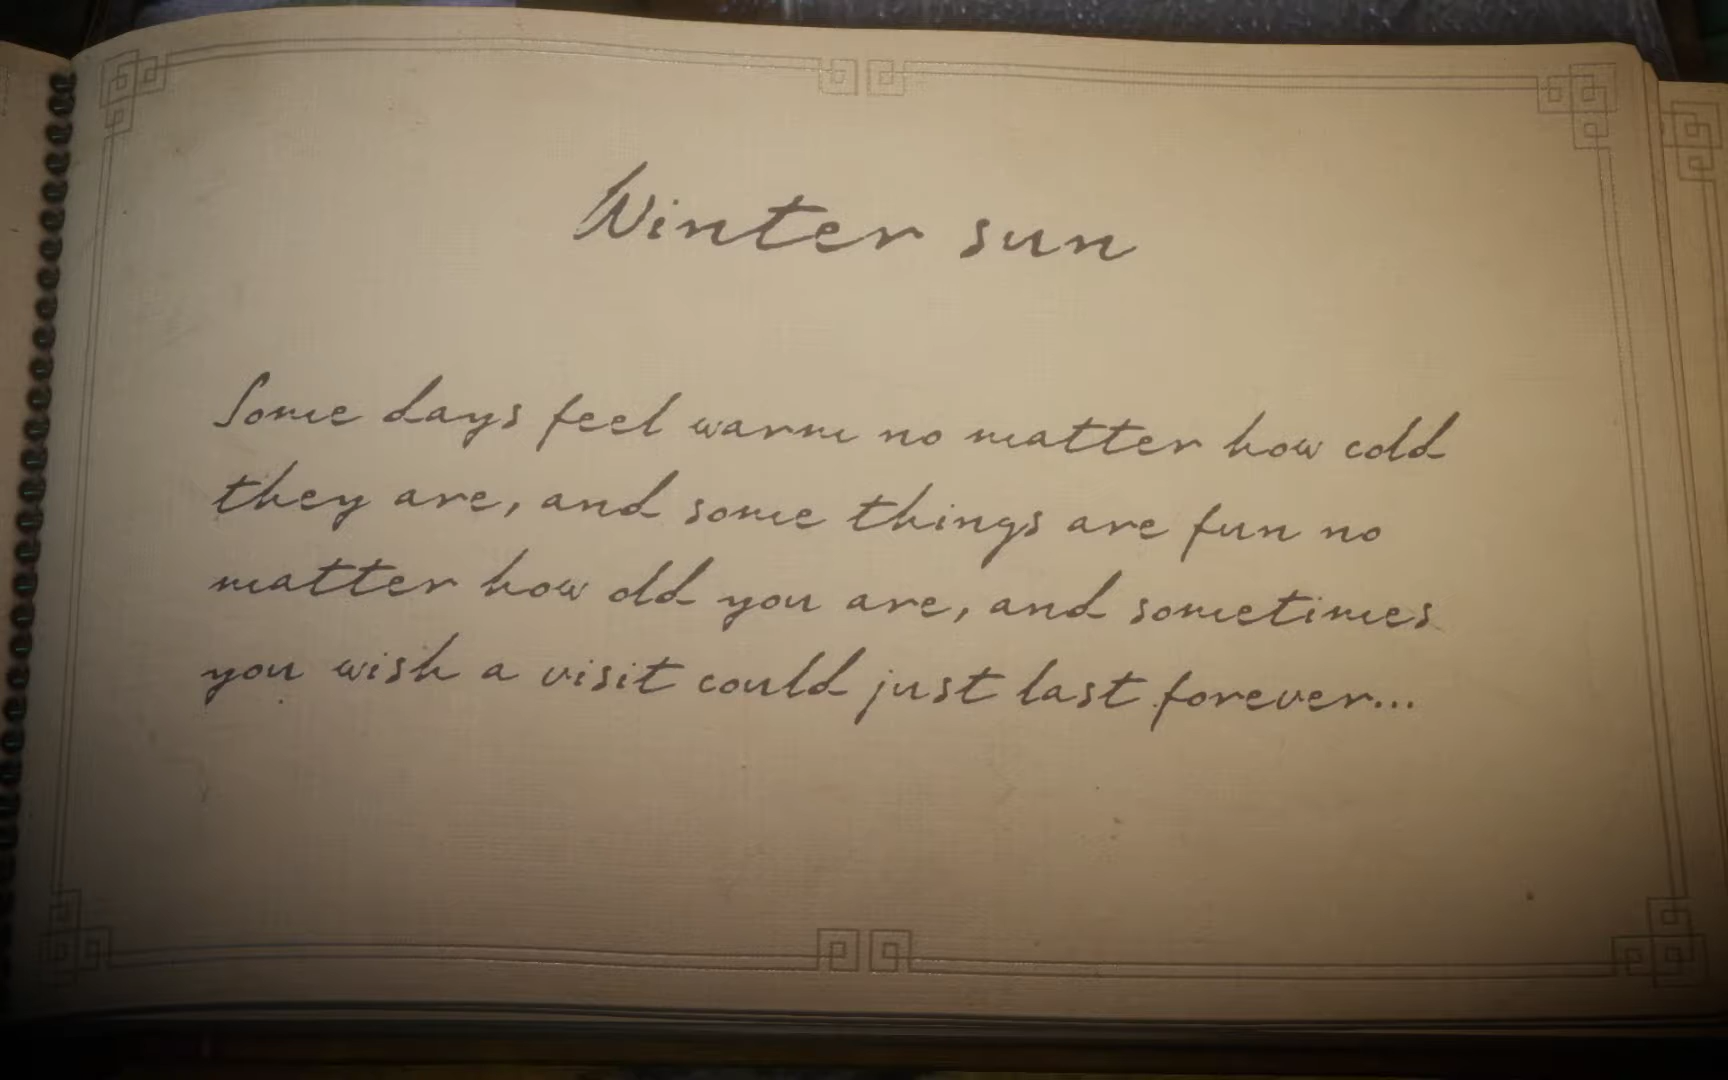 Winter sun
Some days feel warm no matter how cold
they are, and some things are fun no
matter how old you are, and sometimes
you wish a visit could just last forever...